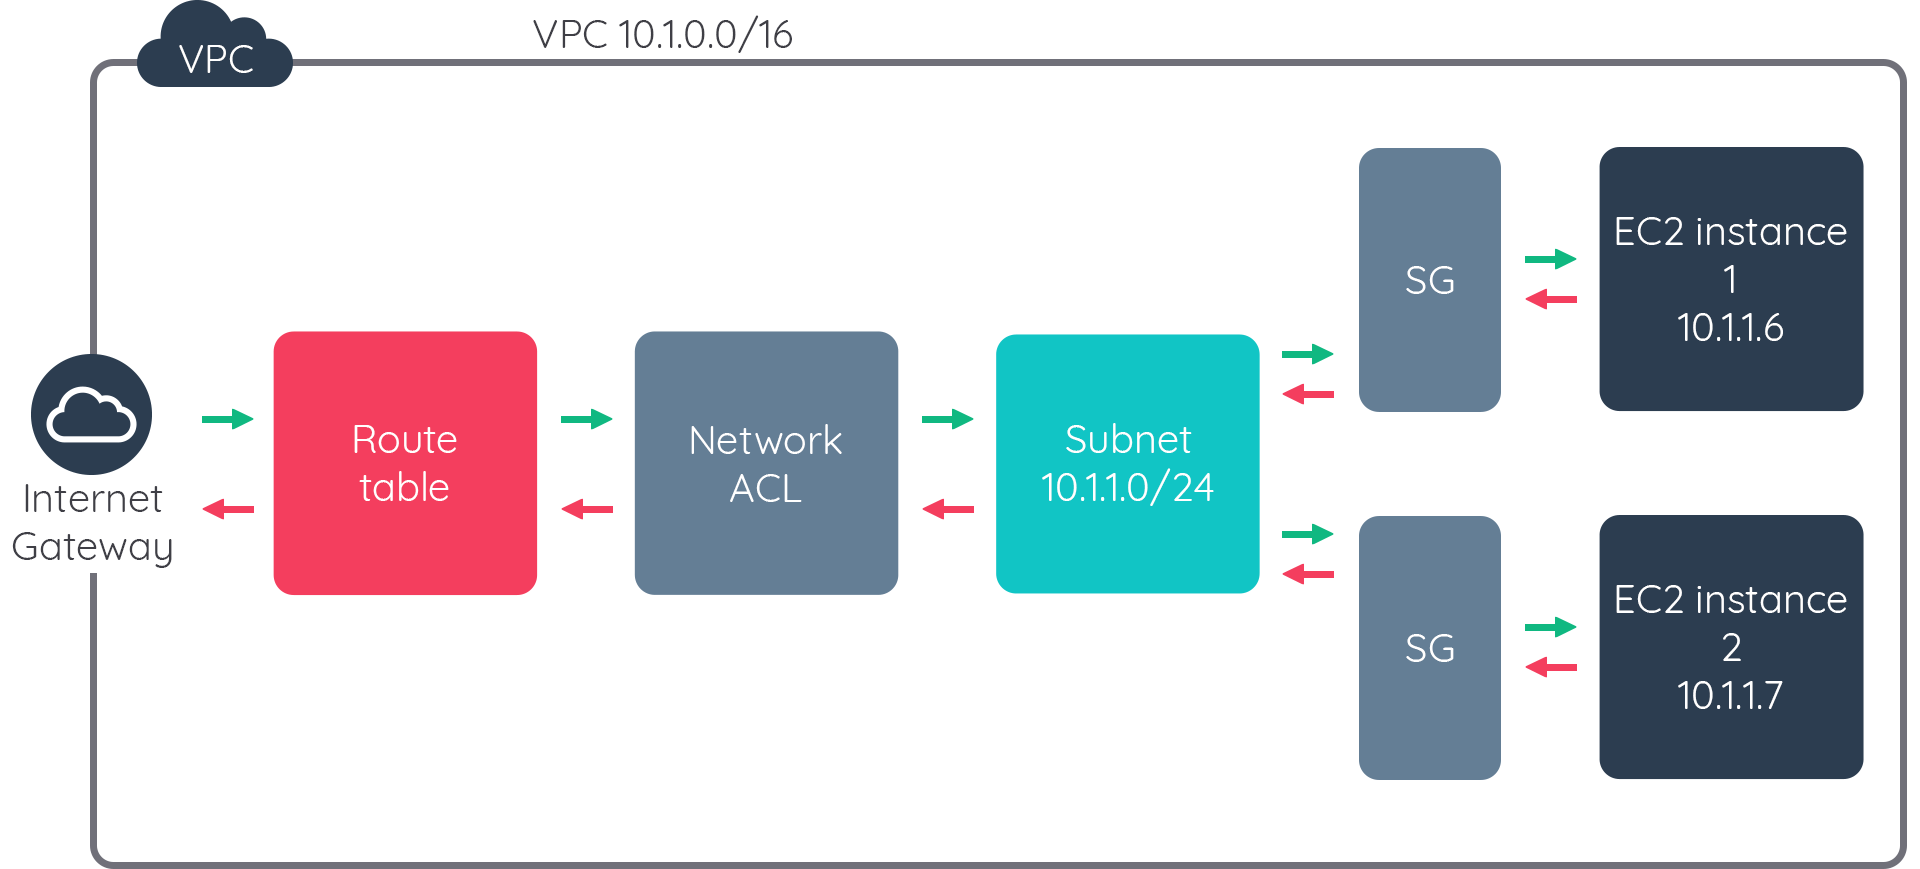 VPC
VPC 10.1.0.0/16
Internet
Gateway
Route
table
Network
ACL
Subnet
10.1.1.0/24
SG
EC2 instance
1
10.1.1.6
SG
EC2 instance
2
10.1.1.7